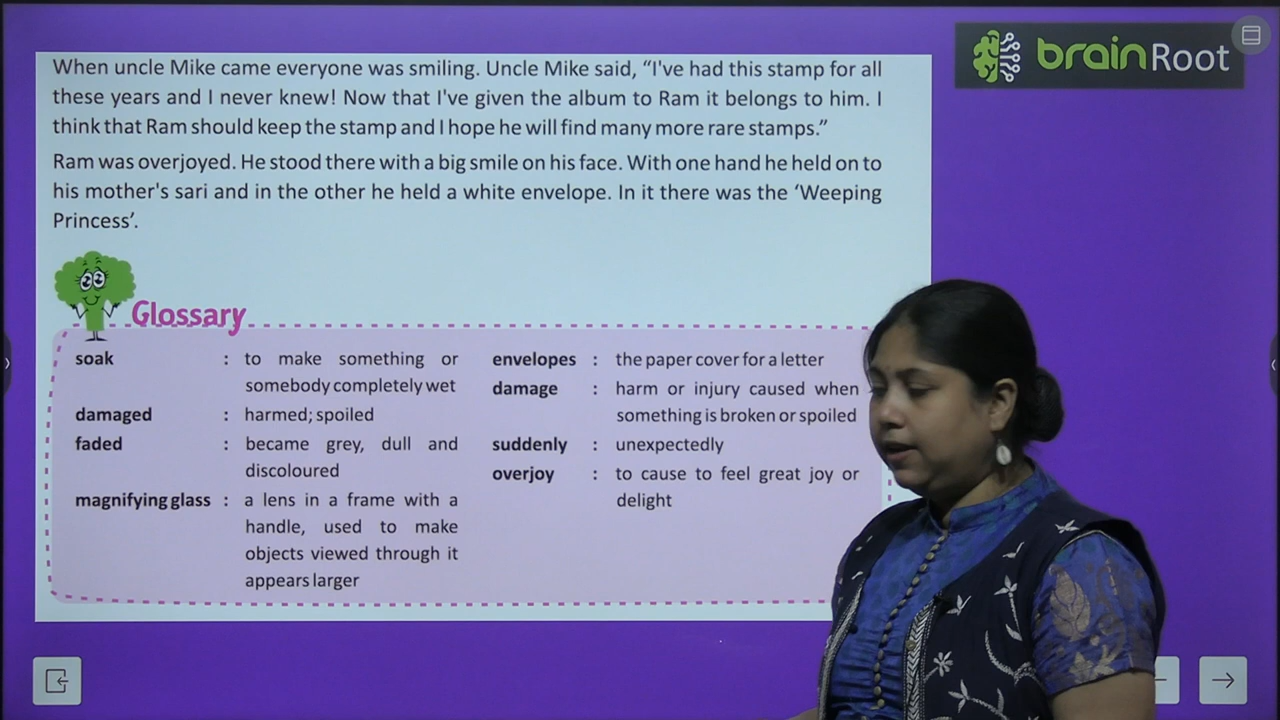 brainRoot
When uncle Mike came everyone was smiling. Uncle Mike said, “I've had this stamp for all
these years and I never knew! Now that I've given the album to Ram it belongs to him. I
think that Ram should keep the stamp and I hope he will find many more rare stamps.”
Ram was overjoyed. He stood there with a big smile on his face. With one hand he held on to
his mother's sari and in the other he held a white envelope. In it there was the ‘Weeping
Princess’.
Glossary
soak : to make something or
somebody completely wet
damaged : harmed; spoiled
faded : became grey, dull and
discoloured
magnifying glass : a lens in a frame with a
handle, used to make
objects viewed through it
appears larger
envelopes : the paper cover for a letter
damage : harm or injury caused when
something is broken or spoiled
suddenly : unexpectedly
overjoy : to cause to feel great joy or
delight